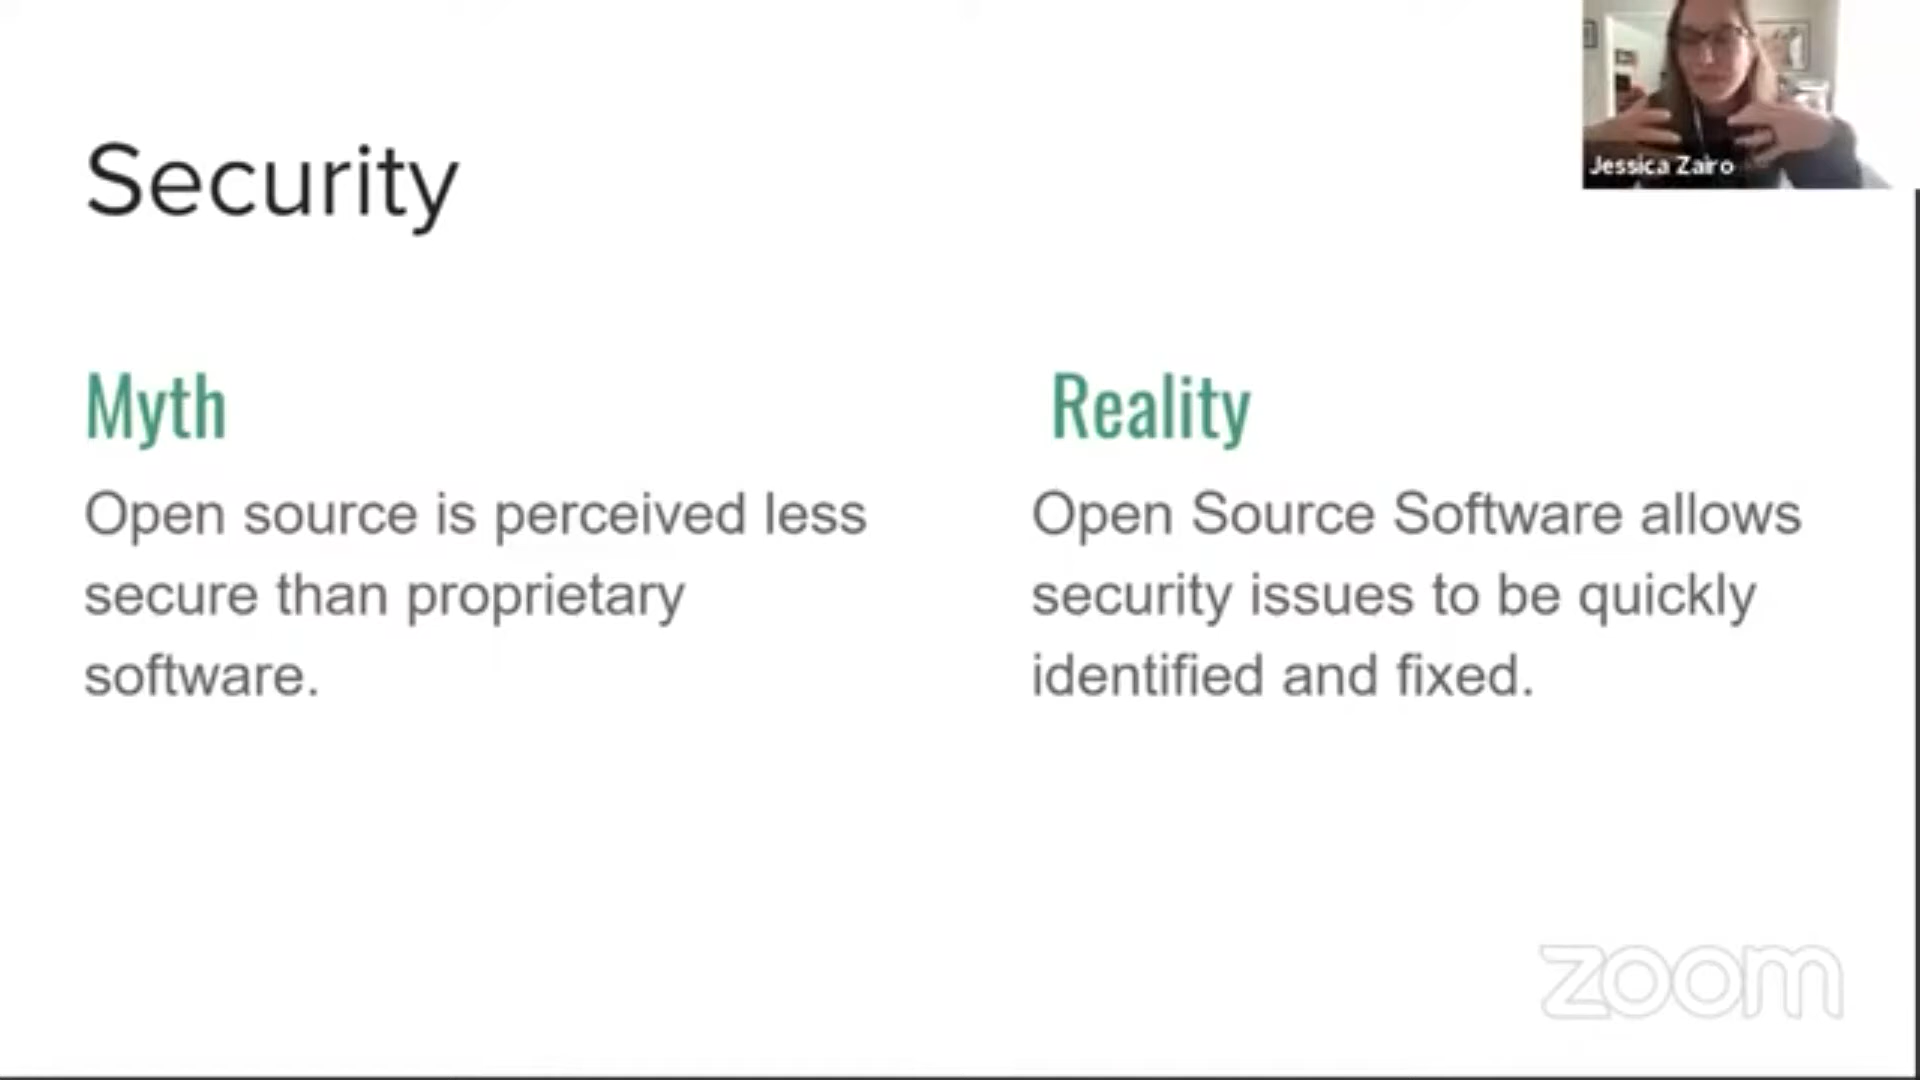 Jessica Zairo
Security
Myth
Open source is perceived less
secure than proprietary
software.
Reality
Open Source Software allows
security issues to be quickly
identified and fixed.
zoom